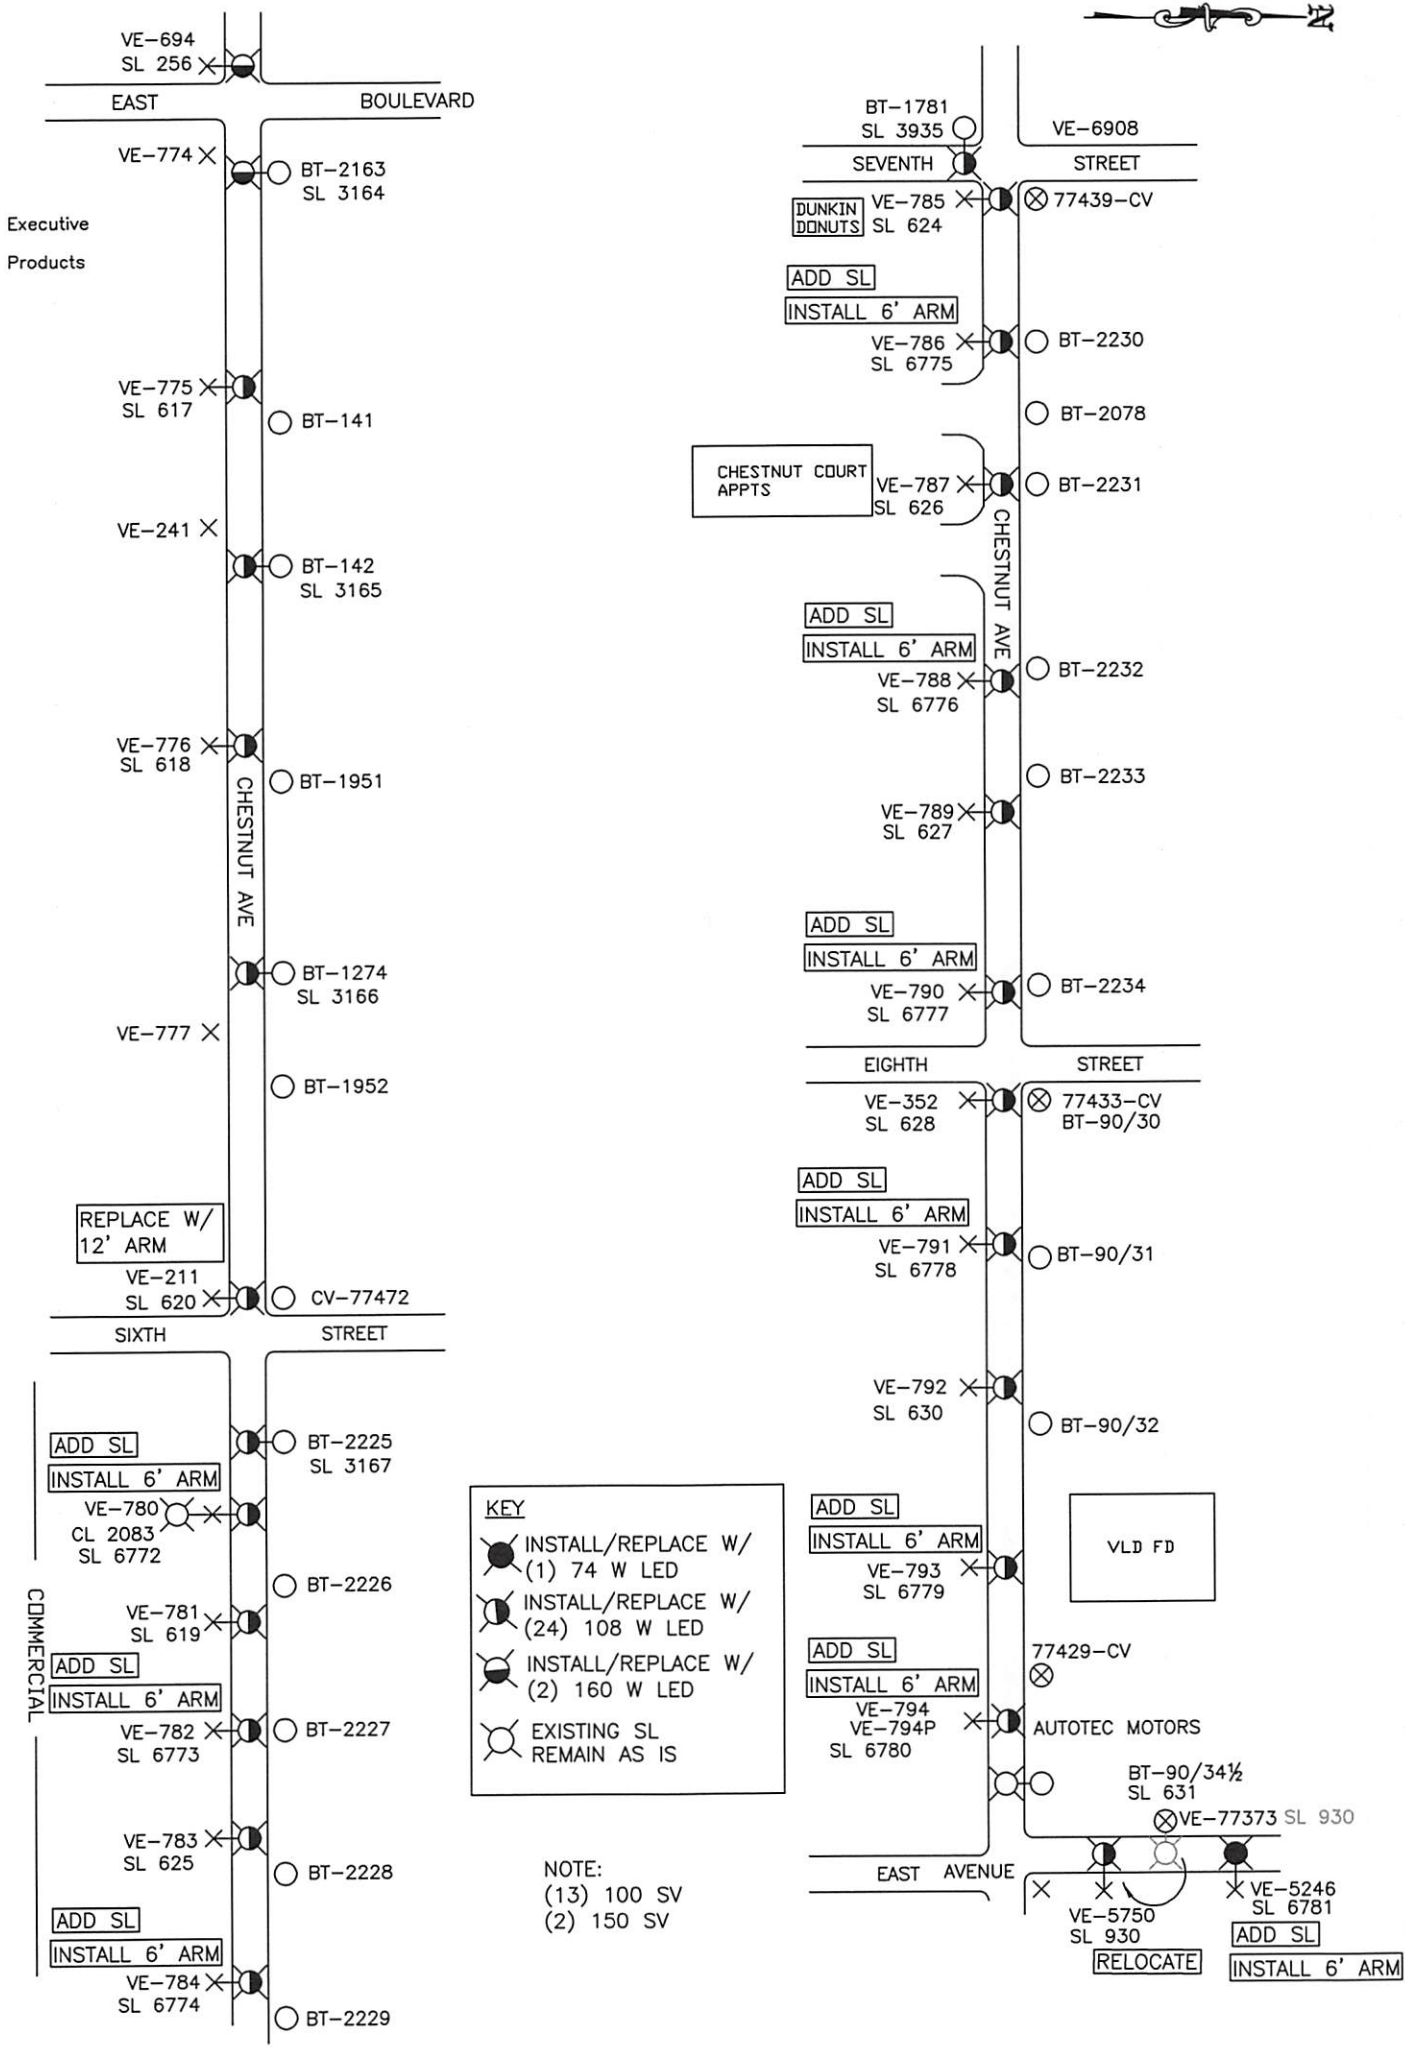 VE-694
SL 256
EAST BOULEVARD
VE-774
BT-2163
SL 3164
Executive
Products
VE-775
SL 617
BT-141
VE-241
BT-142
SL 3165
VE-776
SL 618
BT-1951
CHESTNUT AVE
BT-1274
SL 3166
VE-777
BT-1952
REPLACE W/
12' ARM
VE-211
SL 620
CV-77472
SIXTH STREET
BT-2225
SL 3167
ADD SL
INSTALL 6' ARM
VE-780
CL 2083
SL 6772
BT-2226
COMMERCIAL
VE-781
SL 619
ADD SL
INSTALL 6' ARM
VE-782
SL 6773
BT-2227
VE-783
SL 625
BT-2228
ADD SL
INSTALL 6' ARM
VE-784
SL 6774
BT-2229
KEY
INSTALL/REPLACE W/
(1) 74 W LED
INSTALL/REPLACE W/
(24) 108 W LED
INSTALL/REPLACE W/
(2) 160 W LED
EXISTING SL
REMAIN AS IS
NOTE:
(13) 100 SV
(2) 150 SV
N
BT-1781
SL 3935
VE-6908
SEVENTH STREET
DUNKIN
DONUTS
VE-785
SL 624
77439-CV
ADD SL
INSTALL 6' ARM
VE-786
SL 6775
BT-2230
BT-2078
CHESTNUT COURT
APPTS
VE-787
SL 626
BT-2231
CHESTNUT AVE
ADD SL
INSTALL 6' ARM
VE-788
SL 6776
BT-2232
BT-2233
VE-789
SL 627
ADD SL
INSTALL 6' ARM
VE-790
SL 6777
BT-2234
EIGHTH STREET
VE-352
SL 628
77433-CV
BT-90/30
ADD SL
INSTALL 6' ARM
VE-791
SL 6778
BT-90/31
VE-792
SL 630
BT-90/32
ADD SL
INSTALL 6' ARM
VE-793
SL 6779
VLD FD
77429-CV
ADD SL
INSTALL 6' ARM
VE-794
VE-794P
SL 6780
AUTOTEC MOTORS
BT-90/34½
SL 631
VE-77373 SL 930
EAST AVENUE
VE-5750
SL 930
RELOCATE
VE-5246
SL 6781
ADD SL
INSTALL 6' ARM